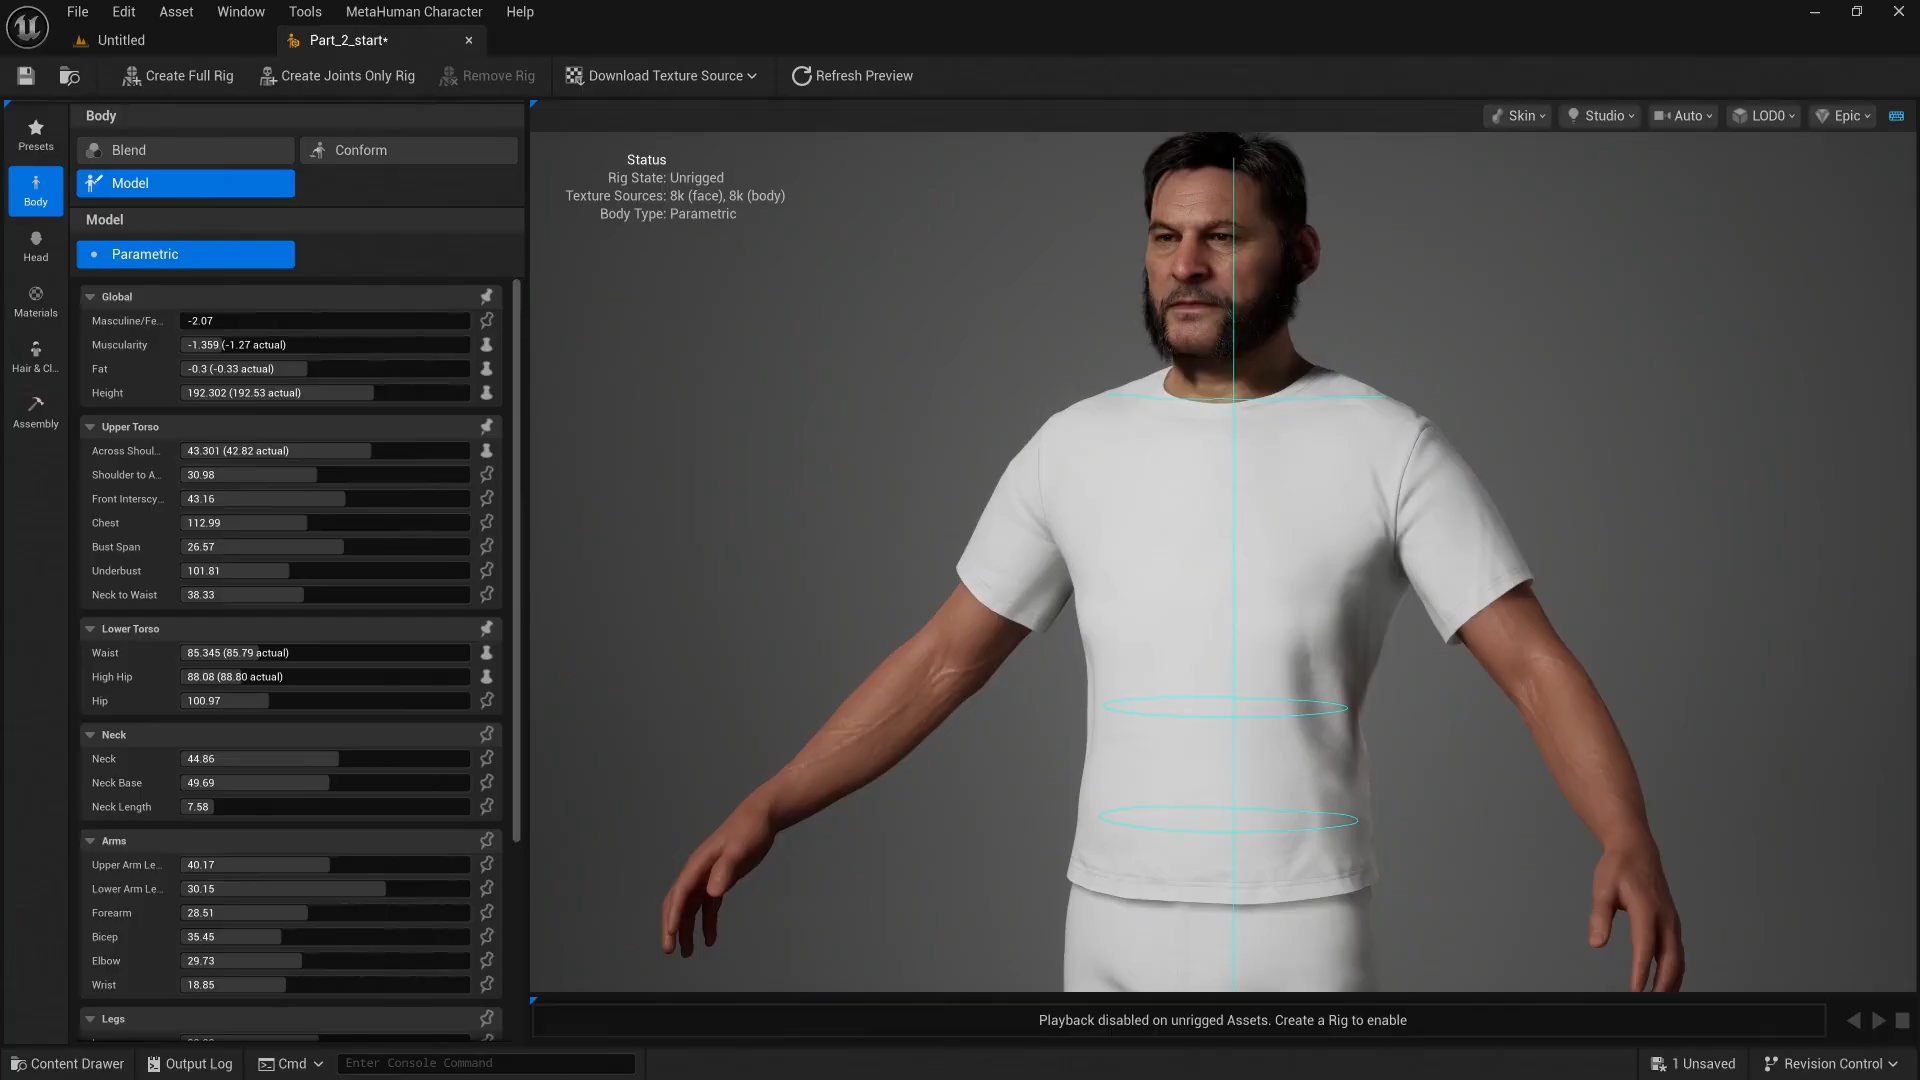 File Edit Asset Window Tools MetaHuman Character Help
Untitled
Part_2_start*
Create Full Rig
Create Joints Only Rig
Remove Rig
Download Texture Source
Refresh Preview
Presets
Body
Head
Materials
Hair & Cl...
Assembly
Body
Blend
Conform
Model
Model
Parametric
Global
Masculine/Fe... -2.07
Muscularity -1.359 (-1.27 actual)
Fat -0.3 (-0.33 actual)
Height 192.302 (192.53 actual)
Upper Torso
Across Shoul... 43.301 (42.82 actual)
Shoulder to A... 30.98
Front Interscy... 43.16
Chest 112.99
Bust Span 26.57
Underbust 101.81
Neck to Waist 38.33
Lower Torso
Waist 85.345 (85.79 actual)
High Hip 88.08 (88.80 actual)
Hip 100.97
Neck
Neck 44.86
Neck Base 49.69
Neck Length 7.58
Arms
Upper Arm Le... 40.17
Lower Arm Le... 30.15
Forearm 28.51
Bicep 35.45
Elbow 29.73
Wrist 18.85
Legs
Skin
Studio
Auto
LOD0
Epic
Status
Rig State: Unrigged
Texture Sources: 8k (face), 8k (body)
Body Type: Parametric
Playback disabled on unrigged Assets. Create a Rig to enable
Content Drawer
Output Log
Cmd
Enter Console Command
1 Unsaved
Revision Control